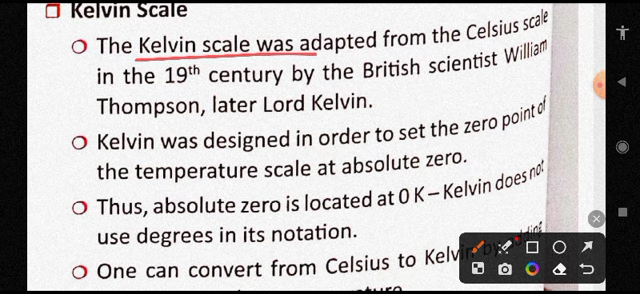 Kelvin Scale
The Kelvin scale was adapted from the Celsius scale
in the 19th century by the British scientist William
Thompson, later Lord Kelvin.
Kelvin was designed in order to set the zero point of
the temperature scale at absolute zero.
Thus, absolute zero is located at 0 K – Kelvin does not
use degrees in its notation.
One can convert from Celsius to Kelvin by adding